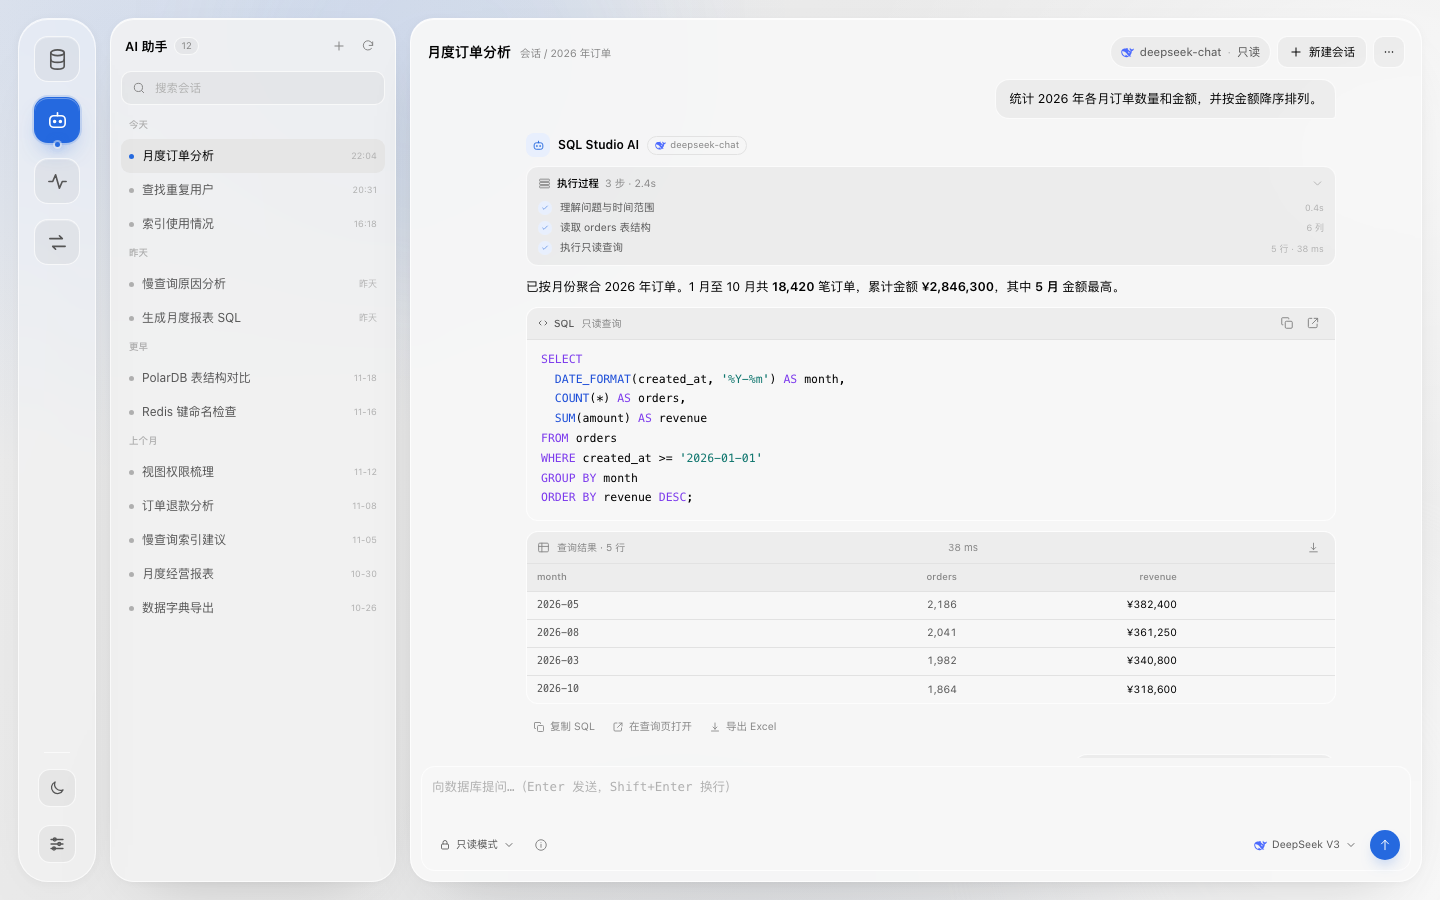 AI 助手 12
搜索会话
今天
月度订单分析 22:04
查找重复用户 20:31
索引使用情况 16:18
昨天
慢查询原因分析 昨天
生成月度报表 SQL 昨天
更早
PolarDB 表结构对比 11-18
Redis 键命名检查 11-16
上个月
视图权限梳理 11-12
订单退款分析 11-08
慢查询索引建议 11-05
月度经营报表 10-30
数据字典导出 10-26
月度订单分析 会话 / 2026 年订单
deepseek-chat · 只读
新建会话
统计 2026 年各月订单数量和金额，并按金额降序排列。
SQL Studio AI deepseek-chat
执行过程 3 步 · 2.4s
理解问题与时间范围 0.4s
读取 orders 表结构 6 列
执行只读查询 5 行 · 38 ms
已按月份聚合 2026 年订单。1 月至 10 月共 18,420 笔订单，累计金额 ¥2,846,300，其中 5 月 金额最高。
SQL 只读查询
SELECT
DATE_FORMAT(created_at, '%Y-%m') AS month,
COUNT(*) AS orders,
SUM(amount) AS revenue
FROM orders
WHERE created_at >= '2026-01-01'
GROUP BY month
ORDER BY revenue DESC;
查询结果 · 5 行 38 ms
month orders revenue
2026-05 2,186 ¥382,400
2026-08 2,041 ¥361,250
2026-03 1,982 ¥340,800
2026-10 1,864 ¥318,600
复制 SQL 在查询页打开 导出 Excel
向数据库提问…（Enter 发送，Shift+Enter 换行）
只读模式
DeepSeek V3